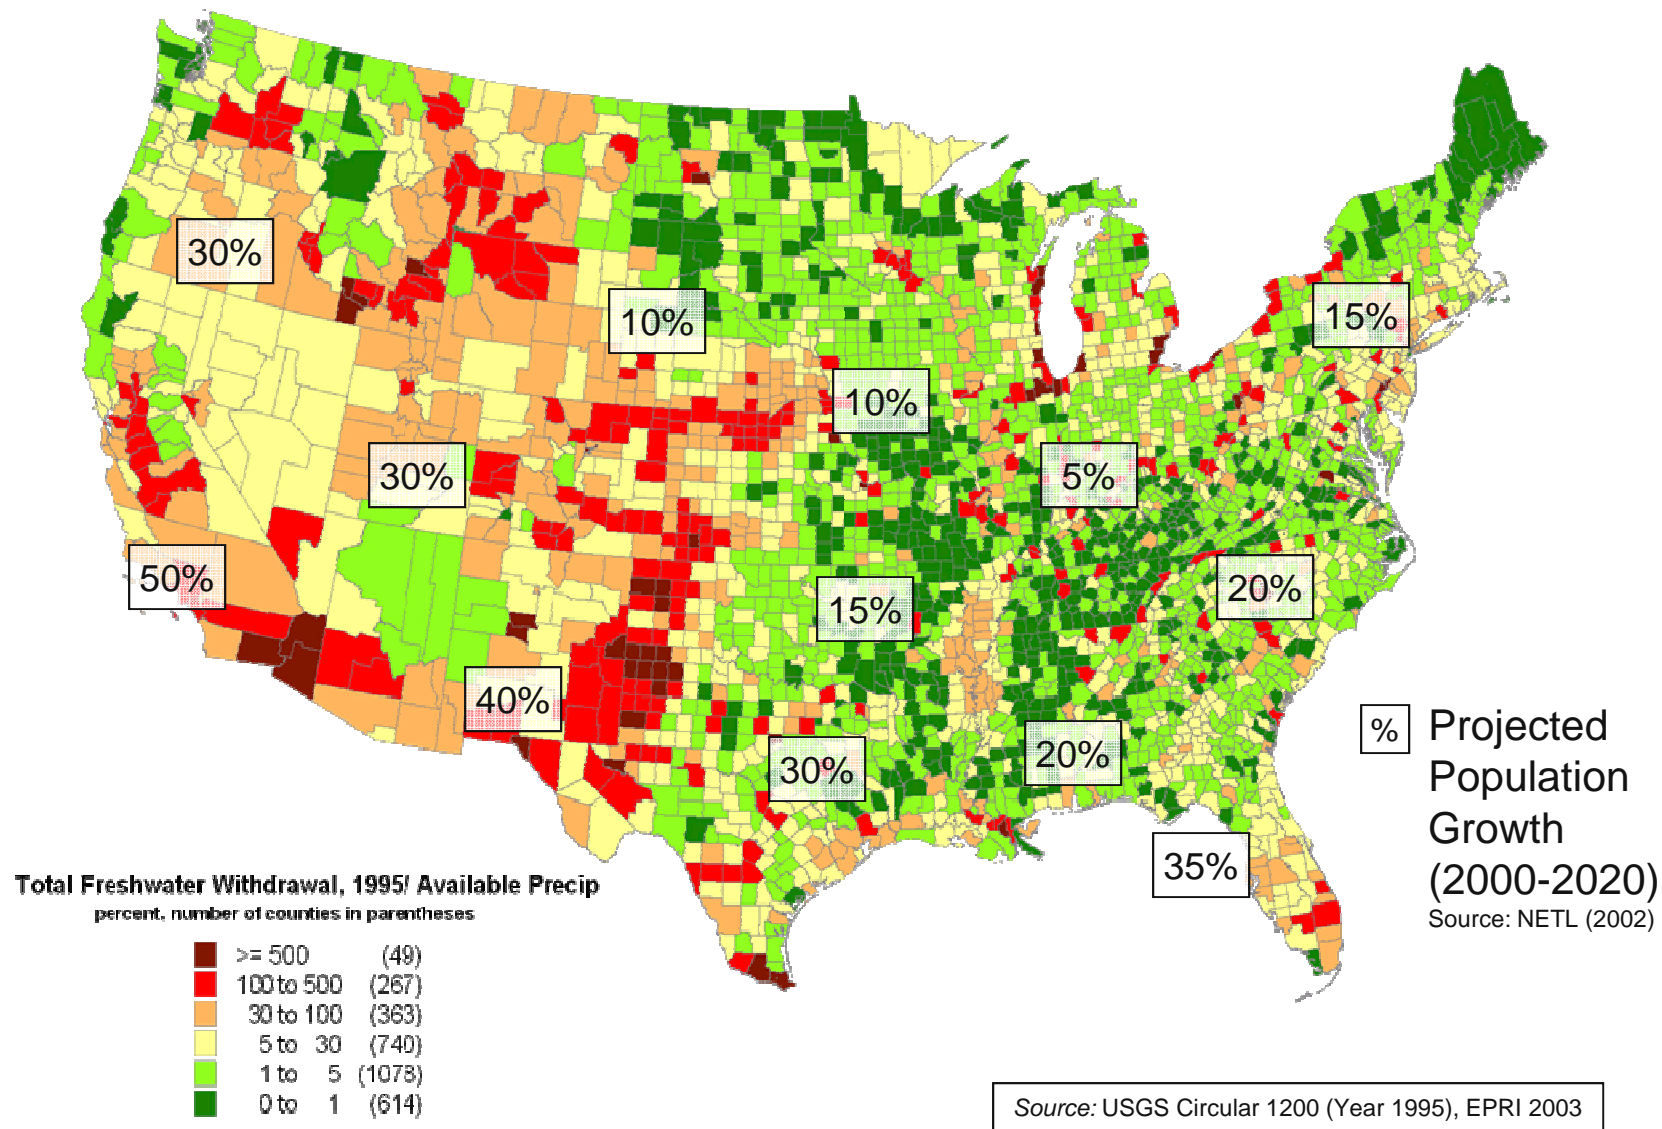 30%
10%
15%
10%
30%
5%
50%
20%
15%
40%
20%
30%
35%
% Projected
Population
Growth
(2000-2020)
Source: NETL (2002)
Total Freshwater Withdrawal, 1995/ Available Precip
percent, number of counties in parentheses
>= 500 (49)
100 to 500 (267)
30 to 100 (363)
5 to 30 (740)
1 to 5 (1078)
0 to 1 (614)
Source: USGS Circular 1200 (Year 1995), EPRI 2003